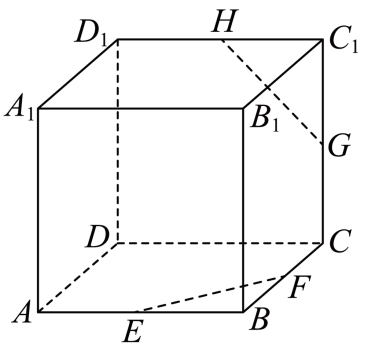 D₁ H C₁
A₁ B₁
G
D C
F
A E B